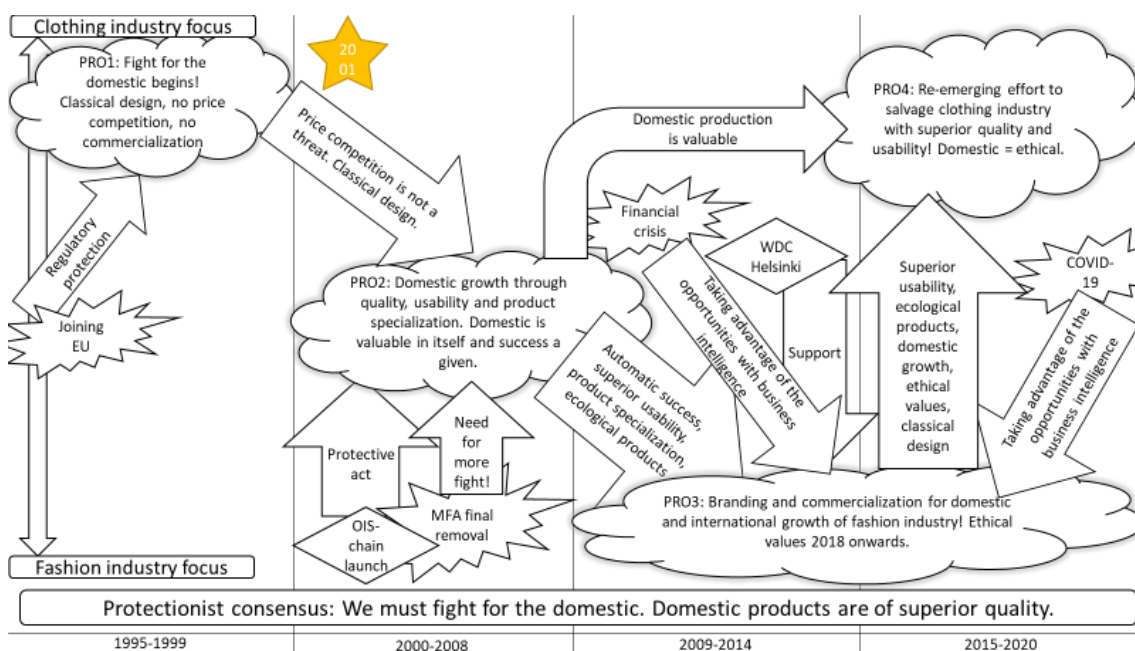 Clothing industry focus
PRO1: Fight for the
domestic begins!
Classical design, no price
competition, no
commercialization
20
01
Price competition is not a
threat. Classical design.
Regulatory
protection
Joining
EU
PRO2: Domestic growth through
quality, usability and product
specialization. Domestic is
valuable in itself and success a
given.
Protective
act
Need
for
more
fight!
OIS-
chain
launch
MFA final
removal
Domestic production
is valuable
Financial
crisis
WDC
Helsinki
Support
Taking advantage of the
opportunities with business
intelligence
Automatic success,
superior usability,
product specialization,
ecological products
PRO4: Re-emerging effort to
salvage clothing industry
with superior quality and
usability! Domestic = ethical.
Superior
usability,
ecological
products,
domestic
growth,
ethical
values,
classical
design
COVID-
19
Taking advantage of the
opportunities with
business intelligence
PRO3: Branding and commercialization for domestic
and international growth of fashion industry! Ethical
values 2018 onwards.
Fashion industry focus
Protectionist consensus: We must fight for the domestic. Domestic products are of superior quality.
1995-1999
2000-2008
2009-2014
2015-2020